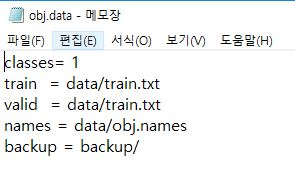 obj.data - 메모장
파일(F) 편집(E) 서식(O) 보기(V) 도움말(H)
classes= 1
train = data/train.txt
valid = data/train.txt
names = data/obj.names
backup = backup/